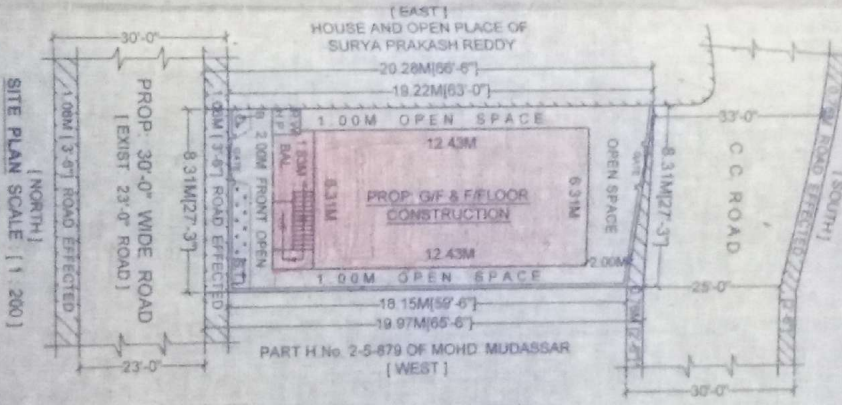 [ EAST ]
HOUSE AND OPEN PLACE OF
SURYA PRAKASH REDDY
30'-0"
20.28M[66'-6"]
19.22M[63'-0"]
33'-0"
1.00M OPEN SPACE
12.43M
PROP. G/F & F/FLOOR
CONSTRUCTION
12.43M
1.00M OPEN SPACE
6.31M
6.31M
OPEN SPACE
2.00M
BAL
2.00M FRONT OPEN
GATE
GATE
8.31M[27'-3"]
8.31M[27'-3"]
1.06M [ 3'-6"] ROAD EFFECTED
1.06M [ 3'-6"] ROAD EFFECTED
PROP. 30'-0" WIDE ROAD
[ EXIST 23'-0" ROAD ]
C.C. ROAD
ROAD EFFECTED
[ SOUTH ]
25'-0"
18.15M[59'-6"]
19.97M[65'-6"]
PART H.No. 2-5-879 OF MOHD. MUDASSAR
[ WEST ]
23'-0"
30'-0"
[ NORTH ]
SITE PLAN SCALE : [ 1 : 200 ]